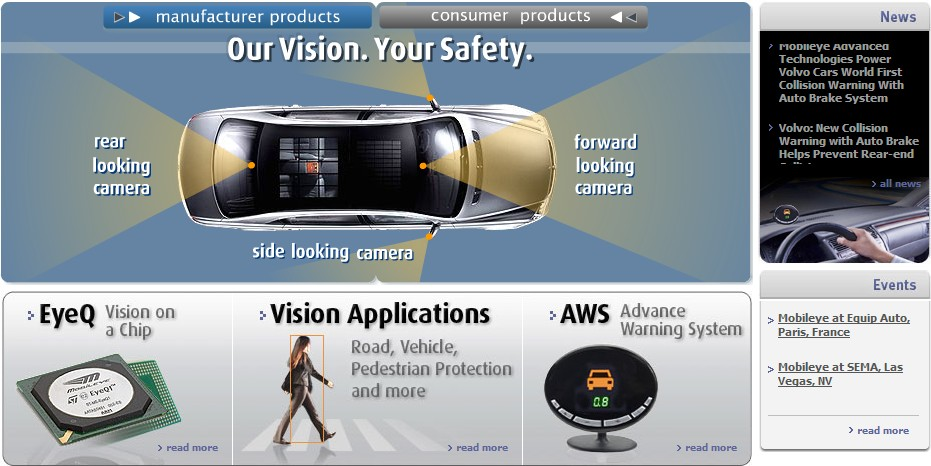 manufacturer products
consumer products
Our Vision. Your Safety.
rear
looking
camera
forward
looking
camera
side looking camera
EyeQ
Vision on
a Chip
MOBILEYE
EyeQ
read more
Vision Applications
Road, Vehicle,
Pedestrian Protection
and more
read more
AWS
Advance
Warning System
0.8
read more
News
Mobileye Advanced
Technologies Power
Volvo Cars World First
Collision Warning With
Auto Brake System
Volvo: New Collision
Warning with Auto Brake
Helps Prevent Rear-end
all news
Events
Mobileye at Equip Auto,
Paris, France
Mobileye at SEMA, Las
Vegas, NV
read more